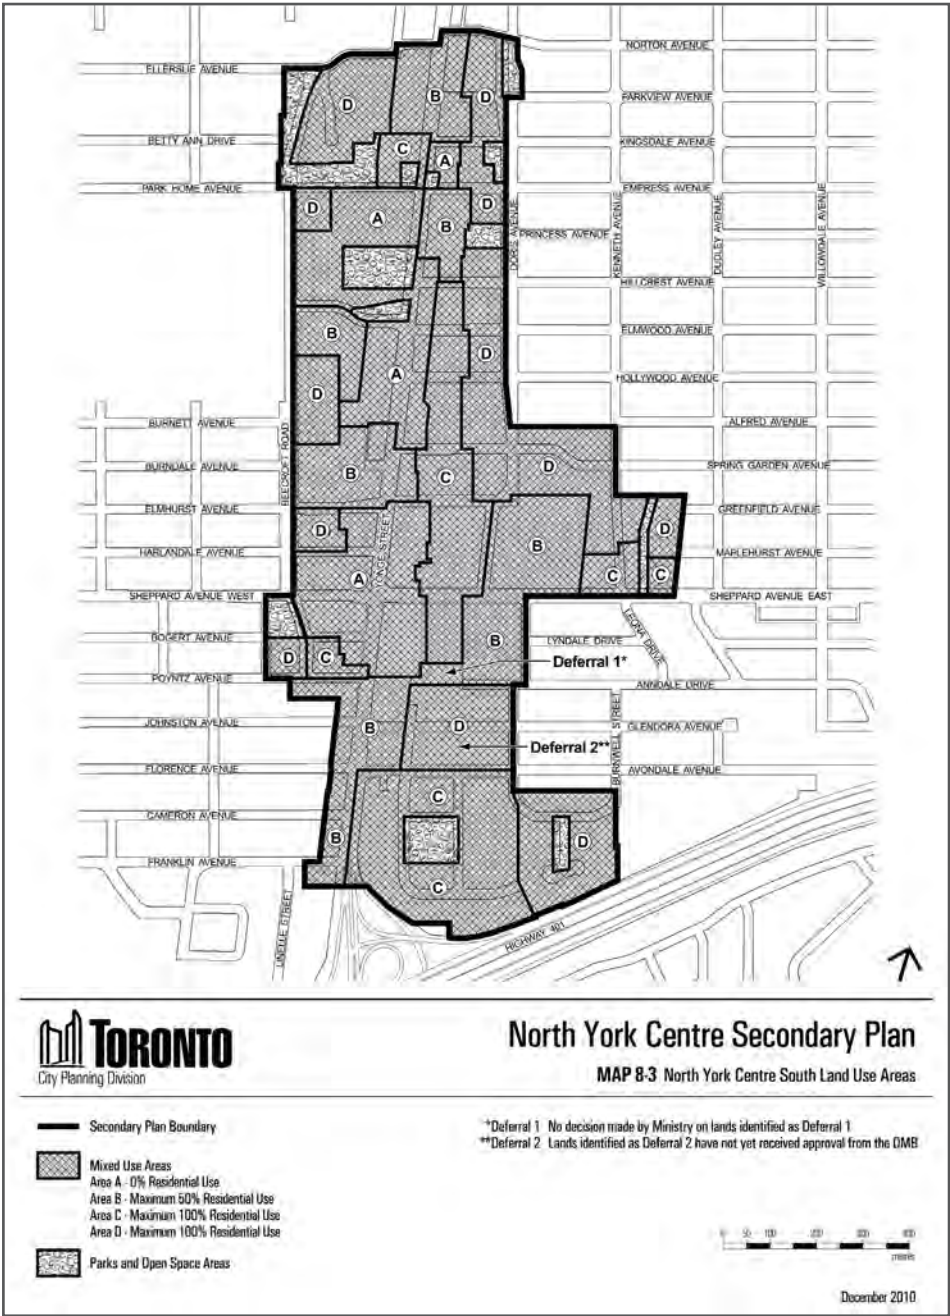 NORTON AVENUE
ELLERSLIE AVENUE
D
B
D
PARKVIEW AVENUE
BETTY ANN DRIVE
KINGSDALE AVENUE
C
A
PARK HOME AVENUE
EMPRESS AVENUE
D
A
B
D
DORIS AVENUE
PRINCESS AVENUE
KENNETH AVENUE
DUDLEY AVENUE
WILLOWDALE AVENUE
HILLCREST AVENUE
B
ELMWOOD AVENUE
D
A
D
HOLLYWOOD AVENUE
BURNETT AVENUE
BEECROFT ROAD
ALFRED AVENUE
BURNDALE AVENUE
B
C
D
SPRING GARDEN AVENUE
ELMHURST AVENUE
GREENFIELD AVENUE
D
YONGE STREET
B
D
HARLANDALE AVENUE
MAPLEHURST AVENUE
A
C
C
SHEPPARD AVENUE WEST
SHEPPARD AVENUE EAST
BOGERT AVENUE
LEONA DRIVE
B
LYNDALE DRIVE
D
C
Deferral 1*
POYNTZ AVENUE
ANNDALE DRIVE
JOHNSTON AVENUE
B
D
BURNWELL STREET
GLENDORA AVENUE
Deferral 2**
FLORENCE AVENUE
AVONDALE AVENUE
C
CAMERON AVENUE
B
D
FRANKLIN AVENUE
C
LINELLE STREET
HIGHWAY 401
TORONTO
City Planning Division
North York Centre Secondary Plan
MAP 8-3 North York Centre South Land Use Areas
Secondary Plan Boundary
Mixed Use Areas
Area A - 0% Residential Use
Area B - Maximum 50% Residential Use
Area C - Maximum 100% Residential Use
Area D - Maximum 100% Residential Use
Parks and Open Space Areas
*Deferral 1 No decision made by Ministry on lands identified as Deferral 1
**Deferral 2 Lands identified as Deferral 2 have not yet received approval from the OMB
0 50 100 200 300 400
metres
December 2010